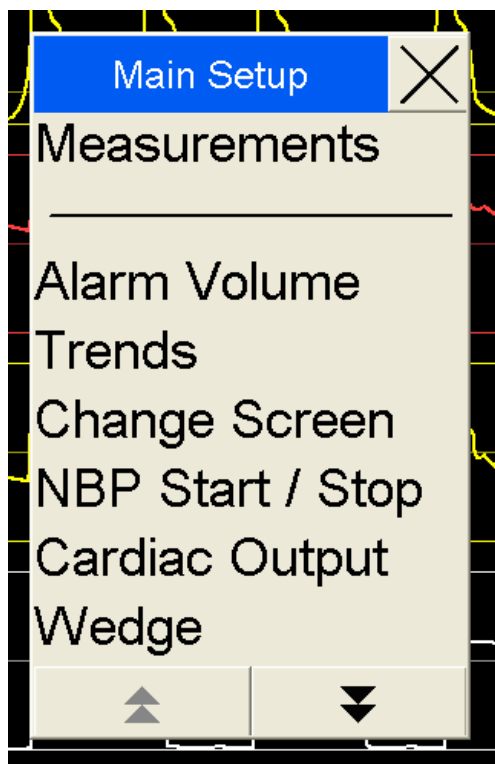 Main Setup
Measurements
Alarm Volume
Trends
Change Screen
NBP Start / Stop
Cardiac Output
Wedge